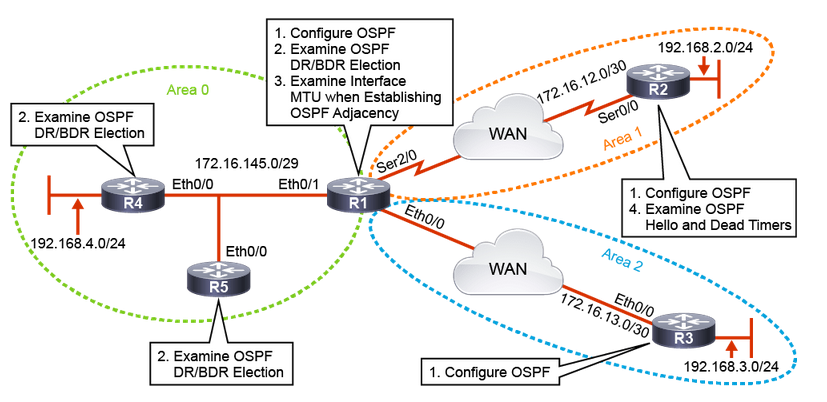 1. Configure OSPF
2. Examine OSPF
DR/BDR Election
3. Examine Interface
MTU when Establishing
OSPF Adjacency
Area 0
2. Examine OSPF
DR/BDR Election
172.16.145.0/29
Eth0/0
Eth0/1
R4
R1
192.168.4.0/24
Eth0/0
R5
2. Examine OSPF
DR/BDR Election
Ser2/0
WAN
172.16.12.0/30
Ser0/0
R2
192.168.2.0/24
Area 1
1. Configure OSPF
4. Examine OSPF
Hello and Dead Timers
Eth0/0
WAN
Area 2
172.16.13.0/30
Eth0/0
R3
192.168.3.0/24
1. Configure OSPF